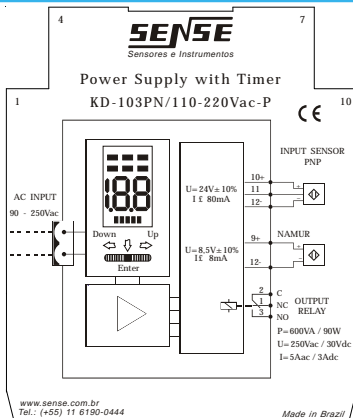 4
7
SENSE
Sensores e Instrumentos
Power Supply with Timer
KD-103PN/110-220Vac-P
1
10
CE
INPUT SENSOR
PNP
10+
11
12-
U=24V± 10%
I £ 80mA
AC INPUT
90 - 250Vac
1.8.8
Down
Up
Enter
NAMUR
9+
12-
U=8,5V±10%
I£ 8mA
2 C
1 NC
3 NO
OUTPUT
RELAY
P=600VA / 90W
U=250Vac / 30Vdc
I=5Aac / 3Adc
www.sense.com.br
Tel.: (+55) 11 6190-0444
Made in Brazil